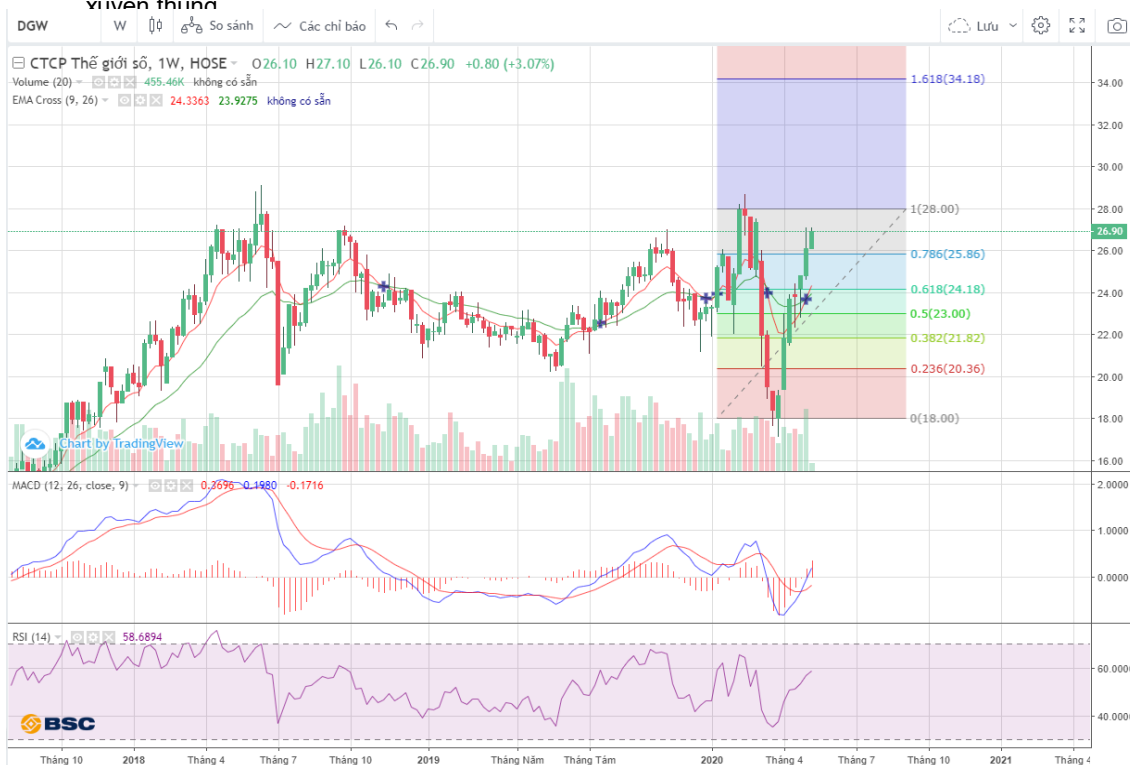 xuyên thủng
DGW W So sánh Các chỉ báo Lưu
CTCP Thế giới số, 1W, HOSE O26.10 H27.10 L26.10 C26.90 +0.80 (+3.07%)
Volume (20) 455.46K không có sẵn
EMA Cross (9, 26) 24.3363 23.9275 không có sẵn
1.618(34.18)
1(28.00)
0.786(25.86)
0.618(24.18)
0.5(23.00)
0.382(21.82)
0.236(20.36)
0(18.00)
34.00
32.00
30.00
28.00
26.90
26.00
24.00
22.00
20.00
18.00
16.00
Chart by TradingView
MACD (12, 26, close, 9) 0.3696 0.1980 -0.1716
2.0000
1.0000
0.0000
RSI (14) 58.6894
60.0000
40.0000
BSC
Tháng 10 2018 Tháng 4 Tháng 7 Tháng 10 2019 Tháng Năm Tháng Tám 2020 Tháng 4 Tháng 7 Tháng 10 2021 Tháng 4